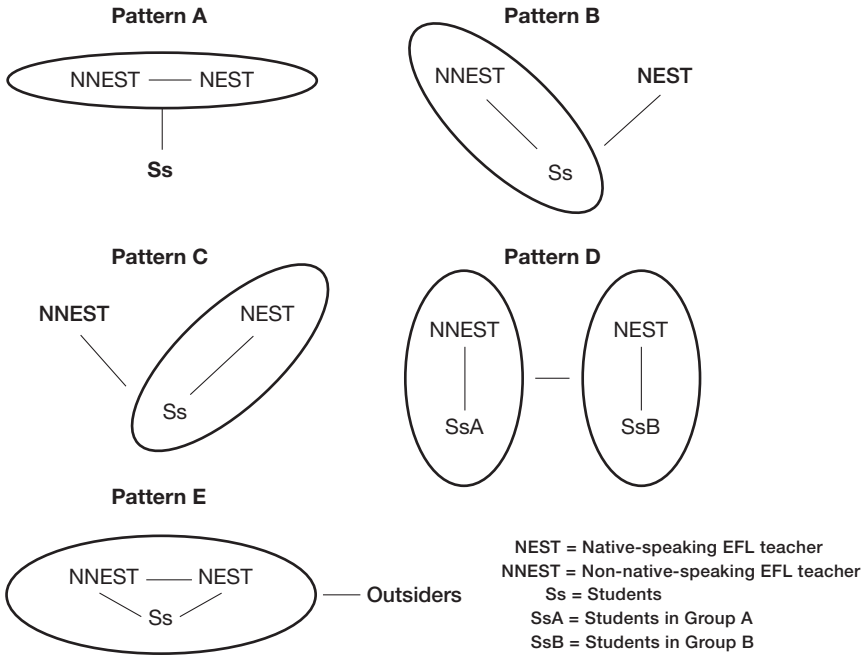 Pattern A
NNEST NEST
Ss
Pattern B
NNEST
NEST
Ss
Pattern C
NNEST
NEST
Ss
Pattern D
NNEST NEST
SsA SsB
Pattern E
NNEST NEST
Ss
Outsiders
NEST = Native-speaking EFL teacher
NNEST = Non-native-speaking EFL teacher
Ss = Students
SsA = Students in Group A
SsB = Students in Group B